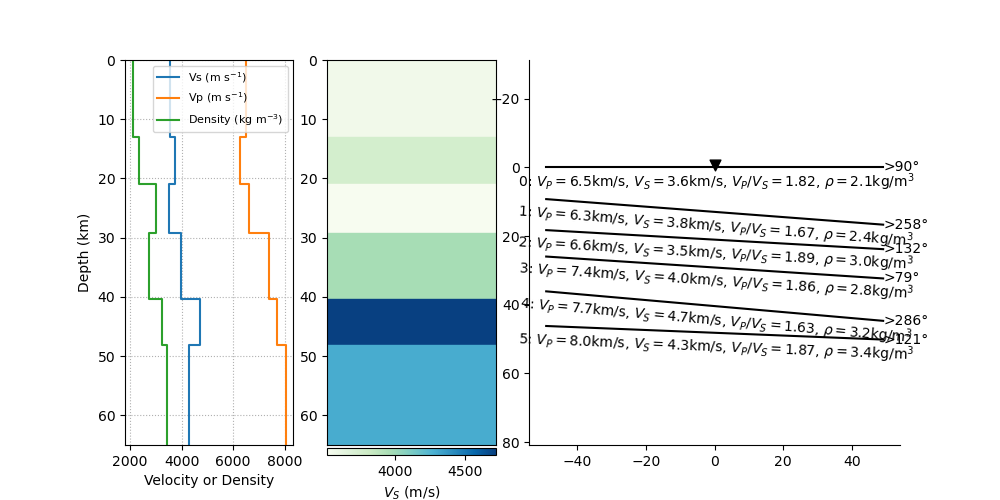 Vs (m s⁻¹)
Vp (m s⁻¹)
Density (kg m⁻³)
0
10
20
30
40
50
60
Depth (km)
2000 4000 6000 8000
Velocity or Density
0
10
20
30
40
50
60
4000 4500
V_S (m/s)
−20
0
20
40
60
80
>90°
0: V_P = 6.5km/s, V_S = 3.6km/s, V_P/V_S = 1.82, ρ = 2.1kg/m³
>258°
1: V_P = 6.3km/s, V_S = 3.8km/s, V_P/V_S = 1.67, ρ = 2.4kg/m³
>132°
2: V_P = 6.6km/s, V_S = 3.5km/s, V_P/V_S = 1.89, ρ = 3.0kg/m³
>79°
3: V_P = 7.4km/s, V_S = 4.0km/s, V_P/V_S = 1.86, ρ = 2.8kg/m³
>286°
4: V_P = 7.7km/s, V_S = 4.7km/s, V_P/V_S = 1.63, ρ = 3.2kg/m³
>121°
5: V_P = 8.0km/s, V_S = 4.3km/s, V_P/V_S = 1.87, ρ = 3.4kg/m³
−40 −20 0 20 40